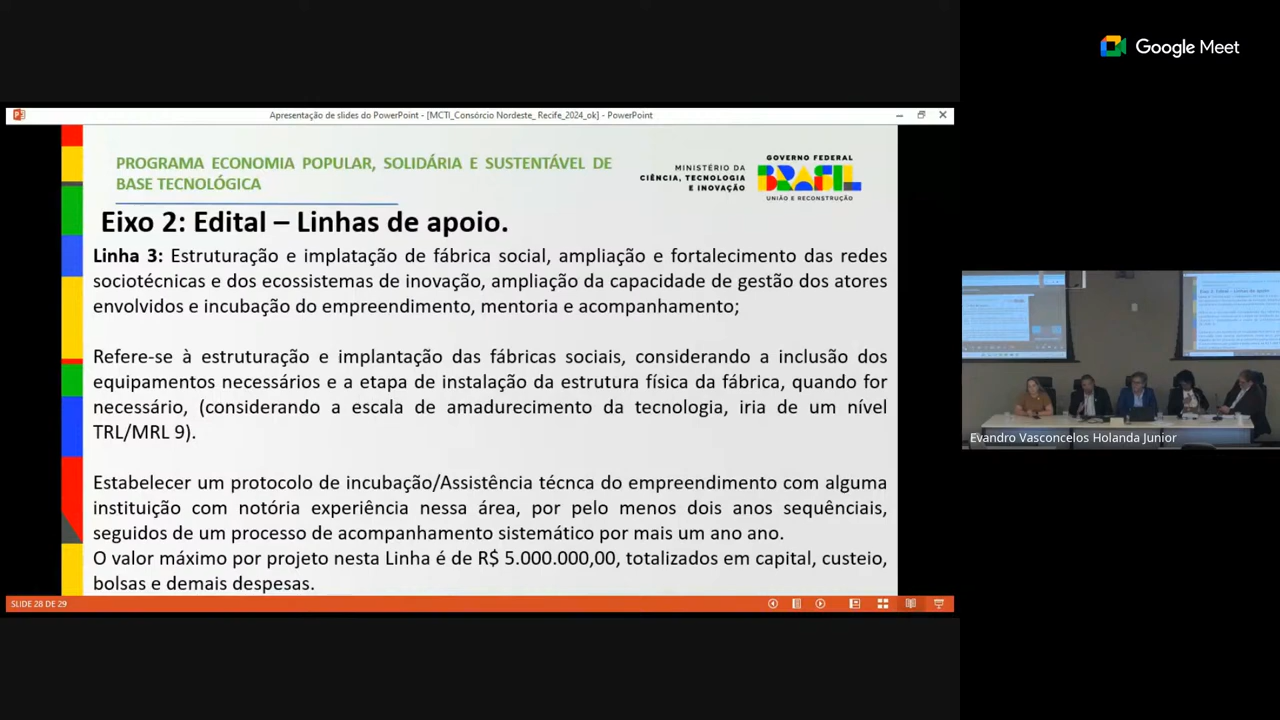 Google Meet
Apresentação de slides do PowerPoint - [MCTI_Consórcio Nordeste_ Recife_2024_ok] - PowerPoint
PROGRAMA ECONOMIA POPULAR, SOLIDÁRIA E SUSTENTÁVEL DE
BASE TECNOLÓGICA
MINISTÉRIO DA
CIÊNCIA, TECNOLOGIA
E INOVAÇÃO
GOVERNO FEDERAL
BRASIL
UNIÃO E RECONSTRUÇÃO
Eixo 2: Edital – Linhas de apoio.
Linha 3: Estruturação e implatação de fábrica social, ampliação e fortalecimento das redes
sociotécnicas e dos ecossistemas de inovação, ampliação da capacidade de gestão dos atores
envolvidos e incubação do empreendimento, mentoria e acompanhamento;
Refere-se à estruturação e implantação das fábricas sociais, considerando a inclusão dos
equipamentos necessários e a etapa de instalação da estrutura física da fábrica, quando for
necessário, (considerando a escala de amadurecimento da tecnologia, iria de um nível
TRL/MRL 9).
Estabelecer um protocolo de incubação/Assistência técnca do empreendimento com alguma
instituição com notória experiência nessa área, por pelo menos dois anos sequênciais,
seguidos de um processo de acompanhamento sistemático por mais um ano ano.
O valor máximo por projeto nesta Linha é de R$ 5.000.000,00, totalizados em capital, custeio,
bolsas e demais despesas.
SLIDE 28 DE 29
Eixo 2: Edital – Linhas de apoio
Evandro Vasconcelos Holanda Junior